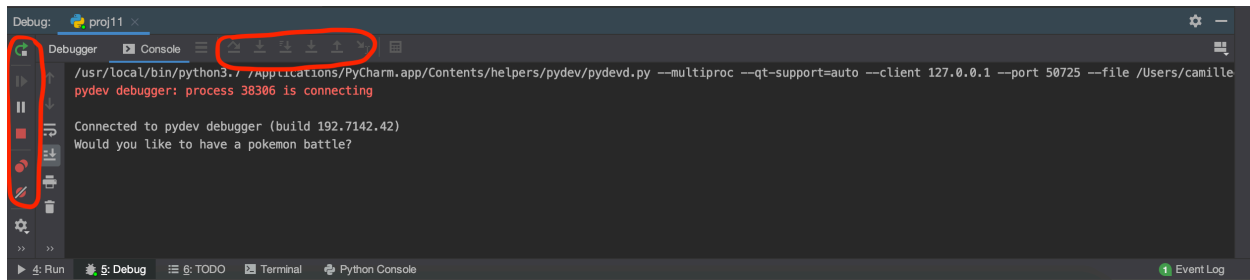 Debug: proj11
Debugger Console
/usr/local/bin/python3.7 /Applications/PyCharm.app/Contents/helpers/pydev/pydevd.py --multiproc --qt-support=auto --client 127.0.0.1 --port 50725 --file /Users/camille
pydev debugger: process 38306 is connecting
Connected to pydev debugger (build 192.7142.42)
Would you like to have a pokemon battle?
4: Run 5: Debug 6: TODO Terminal Python Console 1 Event Log